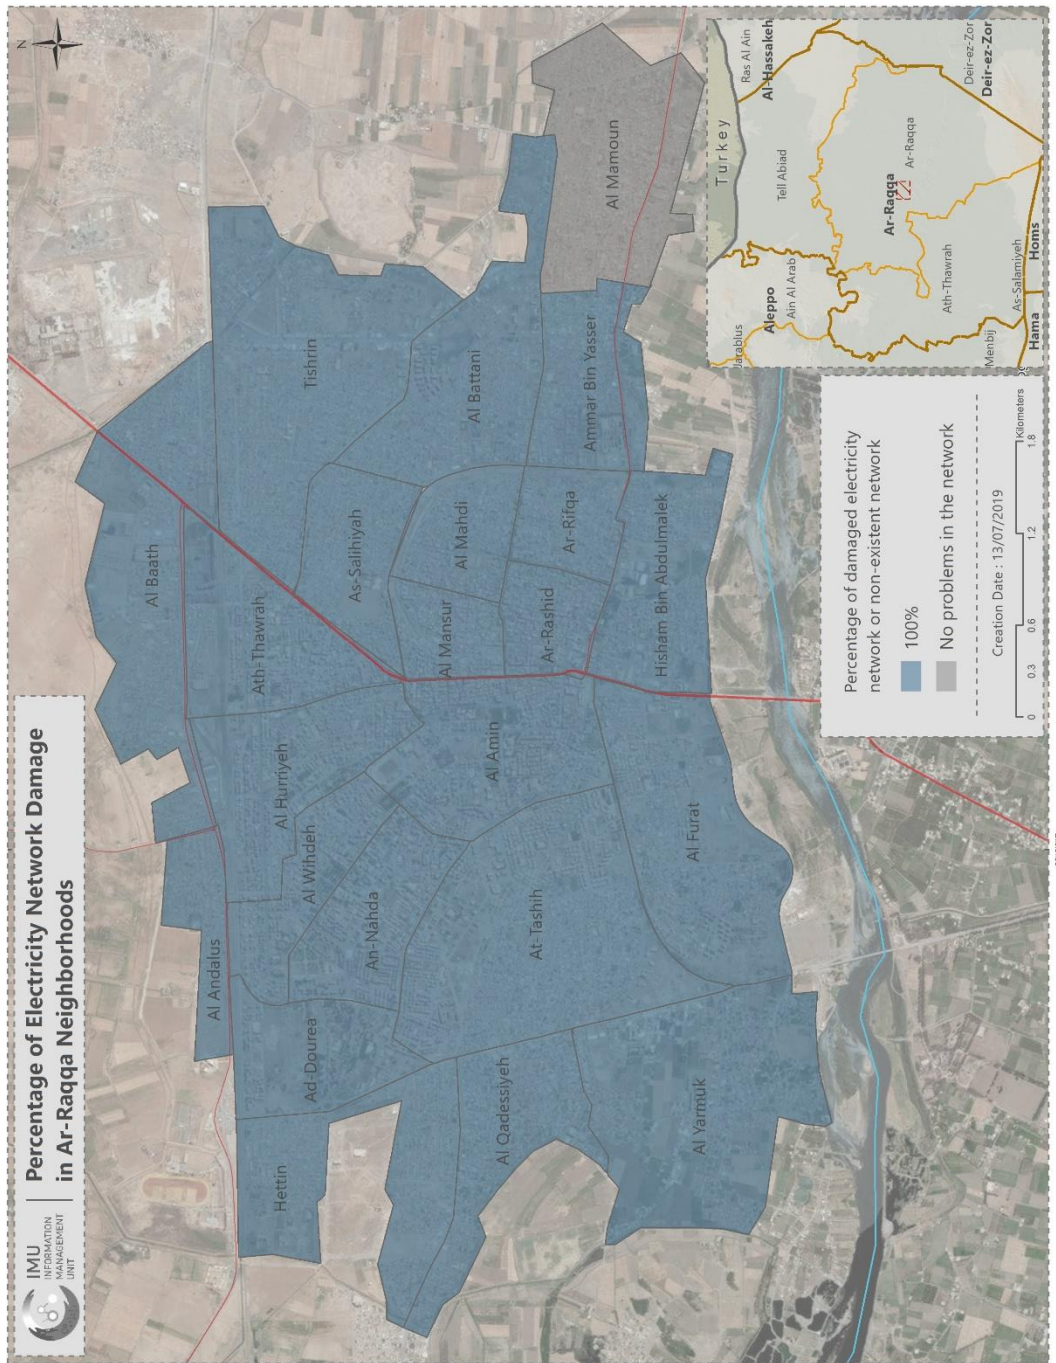 IMU
INFORMATION
MANAGEMENT
UNIT
Percentage of Electricity Network Damage
in Ar-Raqqa Neighborhoods
N
Al Baath
Al Andalus
Ath-Thawrah
Al Hurriyeh
Tishrin
Hettin
Ad-Dourea
Al Wihdeh
An-Nahda
As-Salihiyah
Al Mahdi
Al Mansur
Al Battani
Al Mamoun
Al Amin
Ar-Rashid
Ar-Rifqa
Ammar Bin Yasser
At-Tashih
Al Qadessiyeh
Al Furat
Hisham Bin Abdulmalek
Al Yarmuk
Percentage of damaged electricity
network or non-existent network
100%
No problems in the network
Creation Date : 13/07/2019
0 0.3 0.6 1.2 1.8
Kilometers
Turkey
Jarablus
Aleppo
Ain Al Arab
Tell Abiad
Ras Al Ain
Al-Hassakeh
Ar-Raqqa
Ar-Raqqa
Menbij
Ath-Thawrah
Deir-ez-Zor
Deir-ez-Zor
As-Salamiyeh
Hama
Homs